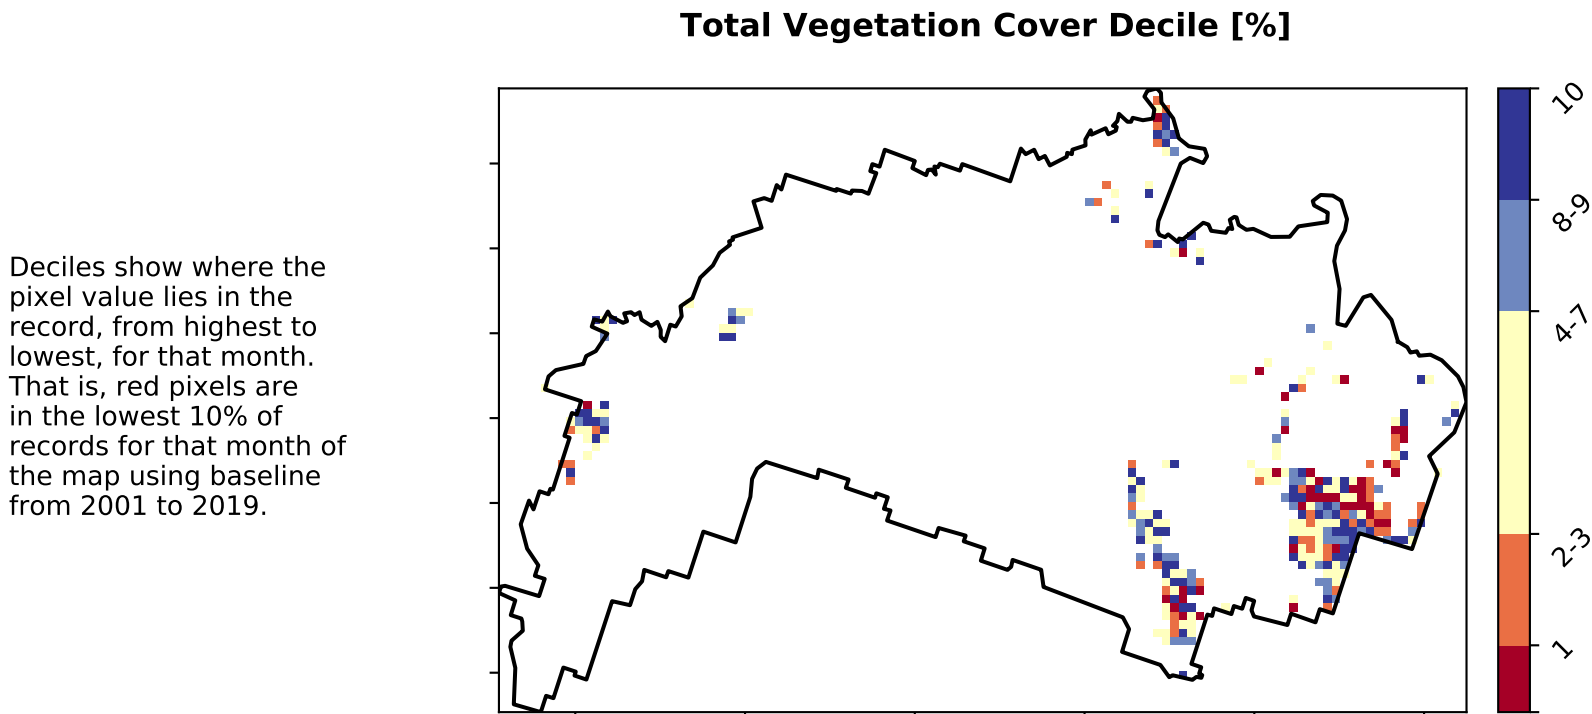 Total Vegetation Cover Decile [%]
Deciles show where the
pixel value lies in the
record, from highest to
lowest, for that month.
That is, red pixels are
in the lowest 10% of
records for that month of
the map using baseline
from 2001 to 2019.
10
8-9
4-7
2-3
1